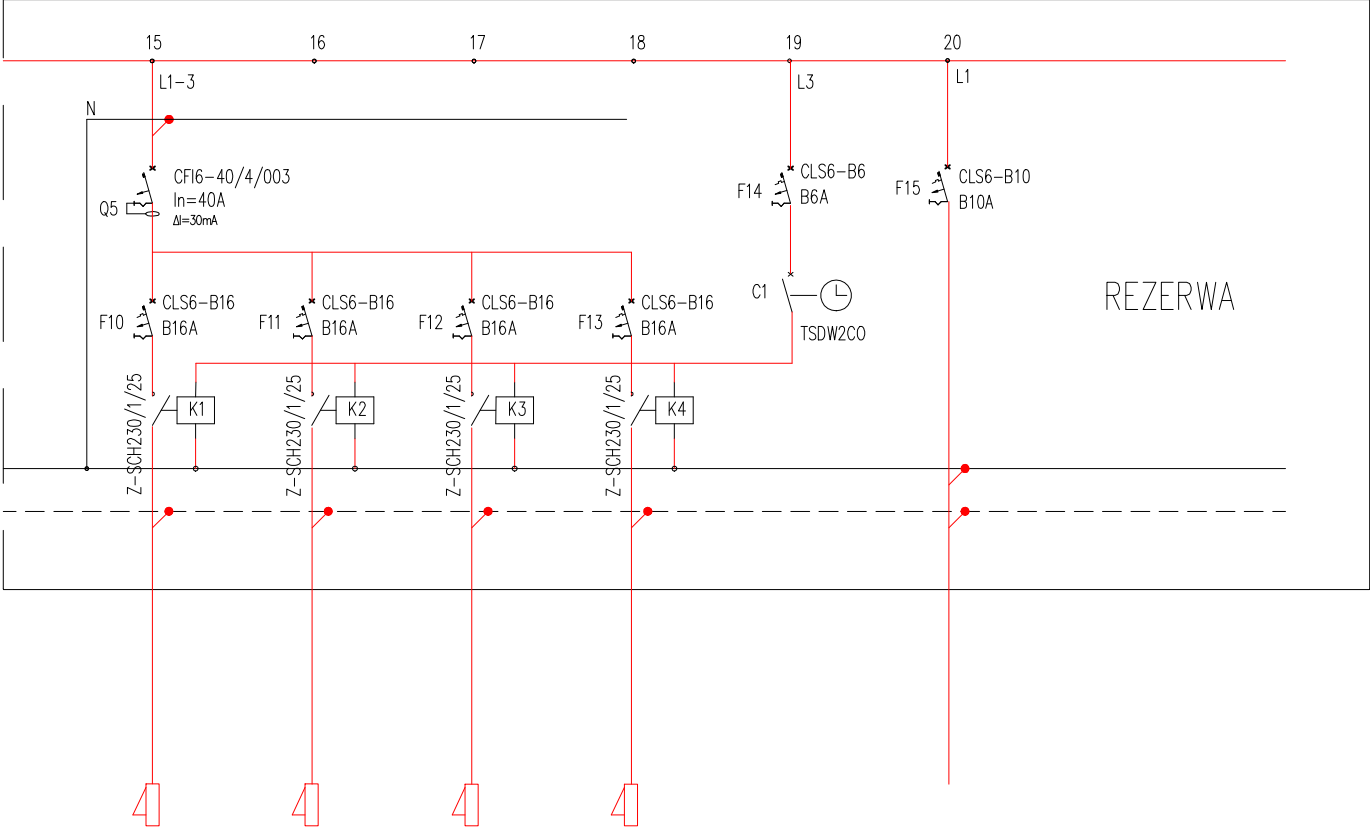 15
16
17
18
19
20
L1-3
L3
L1
N
CFI6-40/4/003
In=40A
ΔI=30mA
Q5
CLS6-B6
B6A
F14
CLS6-B10
B10A
F15
C1
TSDW2CO
REZERWA
CLS6-B16
B16A
F10
CLS6-B16
B16A
F11
CLS6-B16
B16A
F12
CLS6-B16
B16A
F13
Z-SCH230/1/25
K1
Z-SCH230/1/25
K2
Z-SCH230/1/25
K3
Z-SCH230/1/25
K4